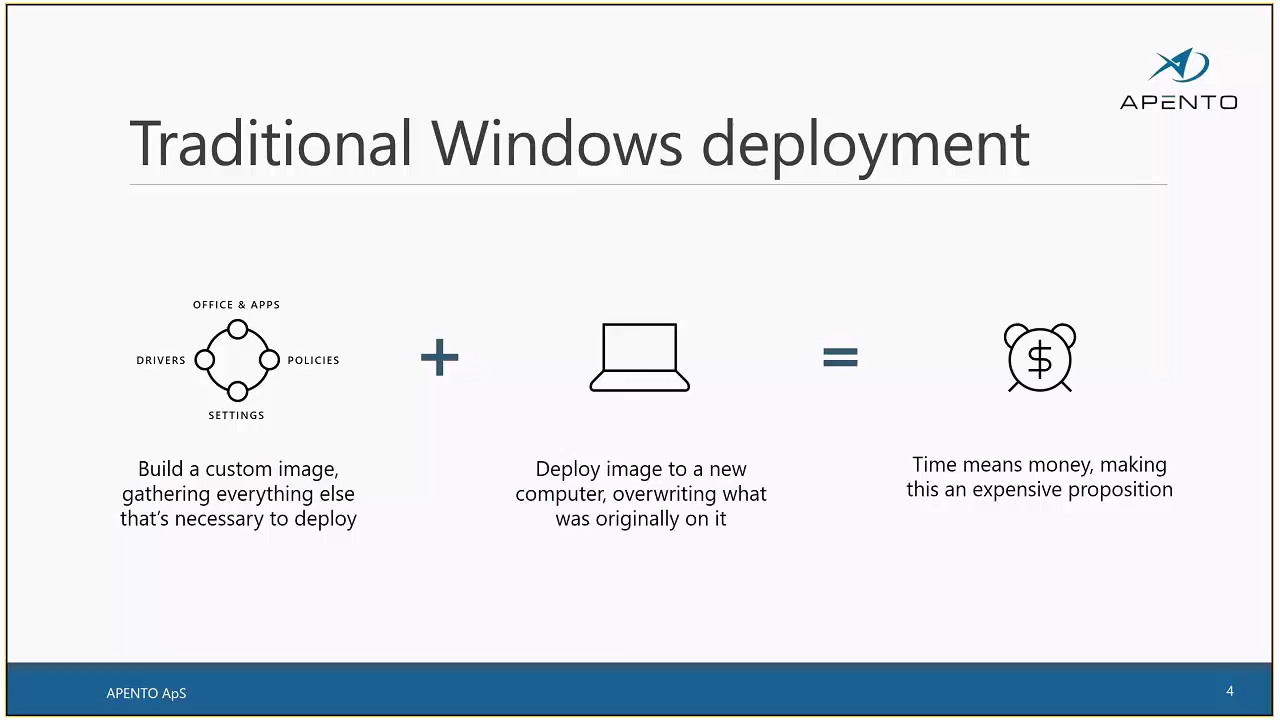 APENTO
Traditional Windows deployment
OFFICE & APPS
DRIVERS
POLICIES
SETTINGS
Build a custom image,
gathering everything else
that's necessary to deploy
+
Deploy image to a new
computer, overwriting what
was originally on it
=
$
Time means money, making
this an expensive proposition
APENTO ApS
4